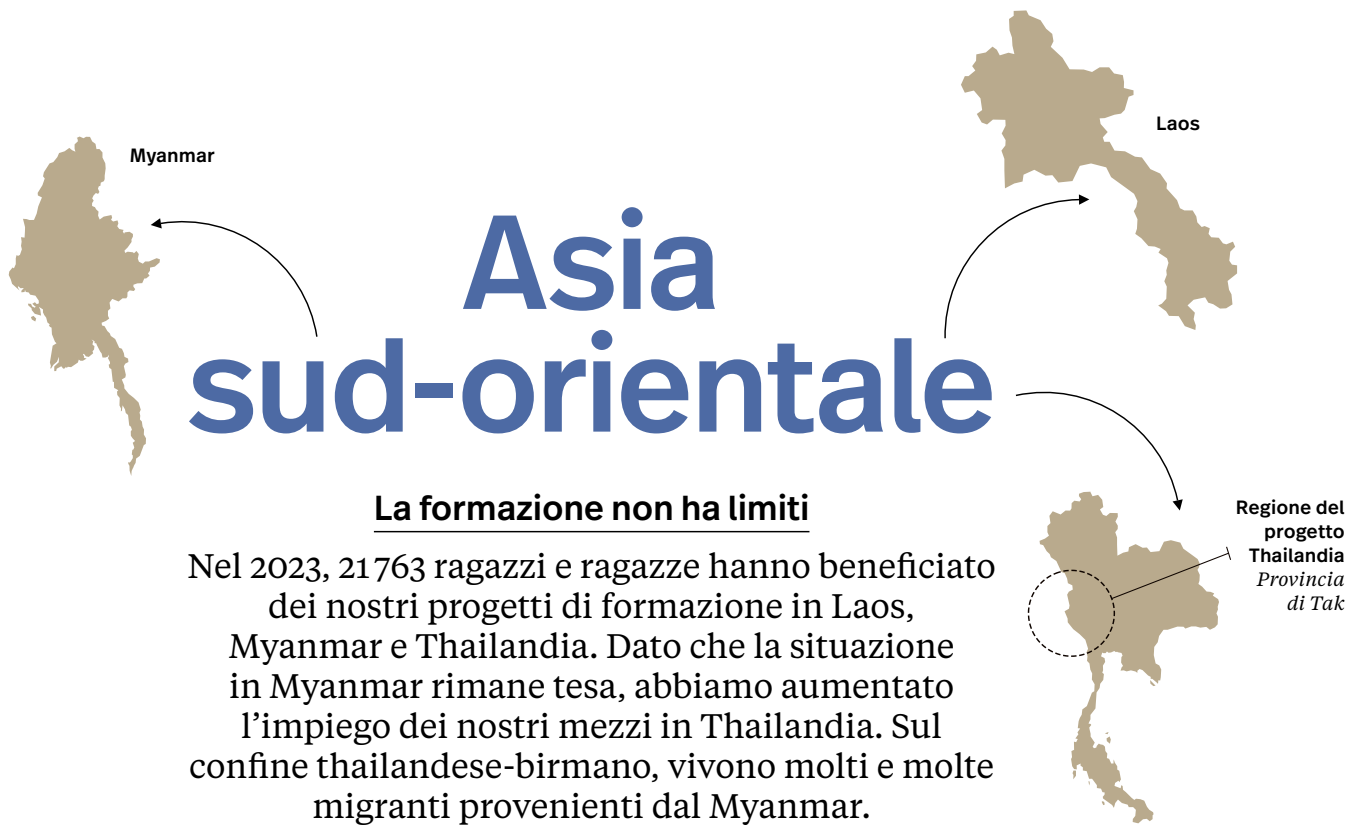 Myanmar
Laos
Asia
sud-orientale
La formazione non ha limiti
Nel 2023, 21 763 ragazzi e ragazze hanno beneficiato
dei nostri progetti di formazione in Laos,
Myanmar e Thailandia. Dato che la situazione
in Myanmar rimane tesa, abbiamo aumentato
l’impiego dei nostri mezzi in Thailandia. Sul
confine thailandese-birmano, vivono molti e molte
migranti provenienti dal Myanmar.
Regione del
progetto
Thailandia
Provincia
di Tak